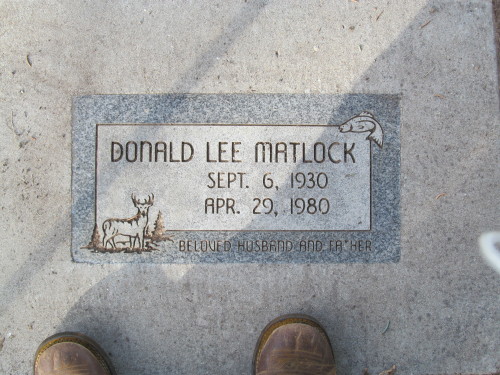 DONALD LEE MATLOCK
SEPT. 6, 1930
APR. 29, 1980
BELOVED HUSBAND AND FATHER